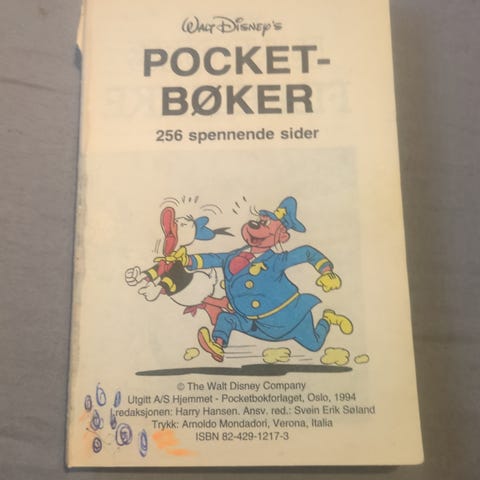 Walt Disney's
POCKET-
BØKER
256 spennende sider
© The Walt Disney Company
Utgitt A/S Hjemmet - Pocketbokforlaget, Oslo, 1994
redaksjonen: Harry Hansen. Ansv. red.: Svein Erik Søland
Trykk: Arnoldo Mondadori, Verona, Italia
ISBN 82-429-1217-3